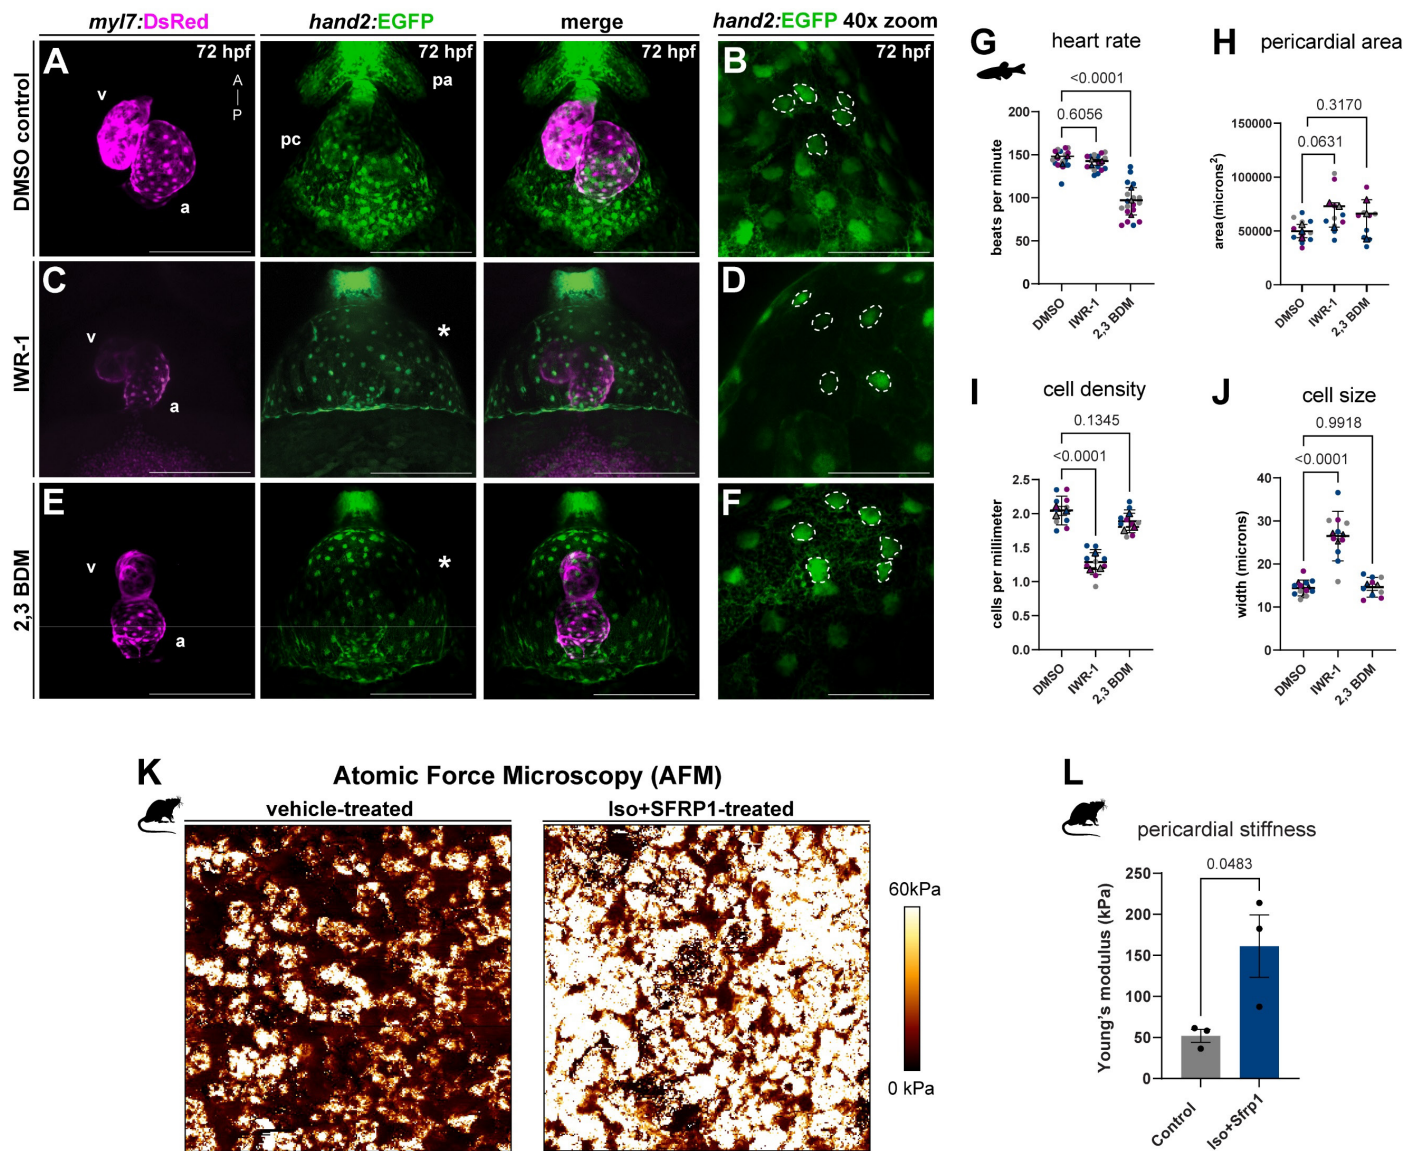 myl7:DsRed
hand2:EGFP
merge
hand2:EGFP 40x zoom
DMSO control
A
72 hpf
v
A
P
a
72 hpf
pa
pc
72 hpf
B
72 hpf
IWR-1
C
v
a
*
D
2,3 BDM
E
v
a
*
F
G
heart rate
<0.0001
0.6056
beats per minute
200
150
100
50
0
DMSO
IWR-1
2,3 BDM
H
pericardial area
0.3170
0.0631
area(microns²)
150000
100000
50000
0
DMSO
IWR-1
2,3 BDM
I
cell density
0.1345
<0.0001
cells per millimeter
2.5
2.0
1.5
1.0
0.5
0.0
DMSO
IWR-1
2,3 BDM
J
cell size
0.9918
<0.0001
width (microns)
40
30
20
10
0
DMSO
IWR-1
2,3 BDM
K
Atomic Force Microscopy (AFM)
vehicle-treated
Iso+SFRP1-treated
60kPa
0 kPa
L
pericardial stiffness
0.0483
Young's modulus (kPa)
250
200
150
100
50
0
Control
Iso+Sfrp1